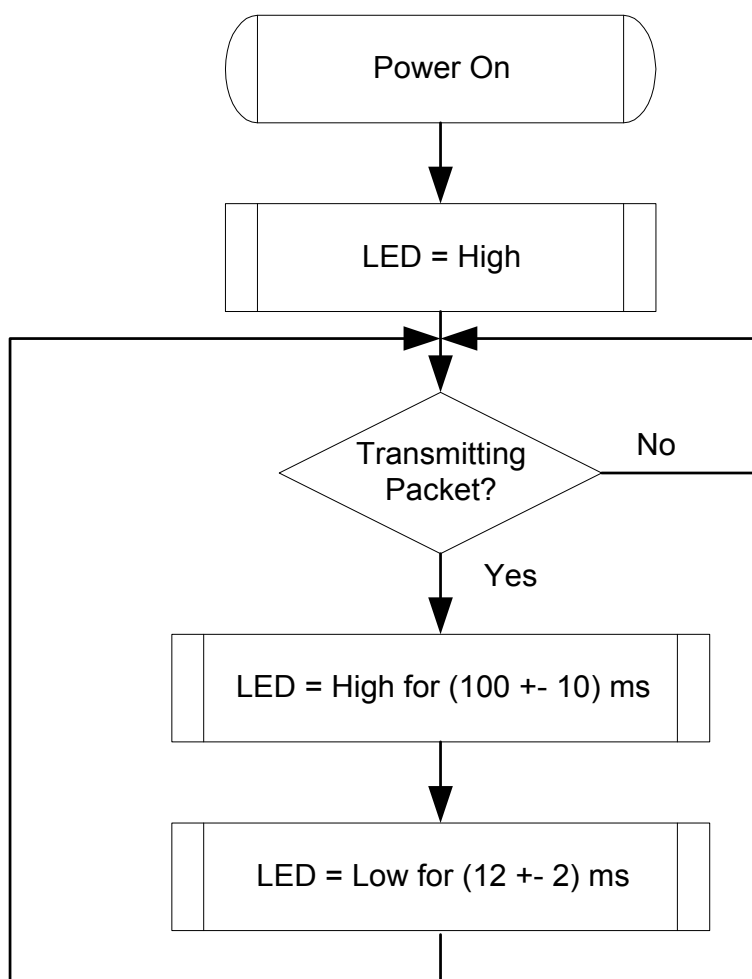 Power On
LED = High
Transmitting
Packet?
No
Yes
LED = High for (100 +- 10) ms
LED = Low for (12 +- 2) ms